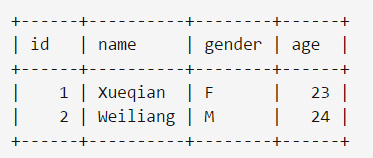 +------+----------+--------+------+
| id   | name     | gender | age  |
+------+----------+--------+------+
|    1 | Xueqian  | F      |   23 |
|    2 | Weiliang | M      |   24 |
+------+----------+--------+------+